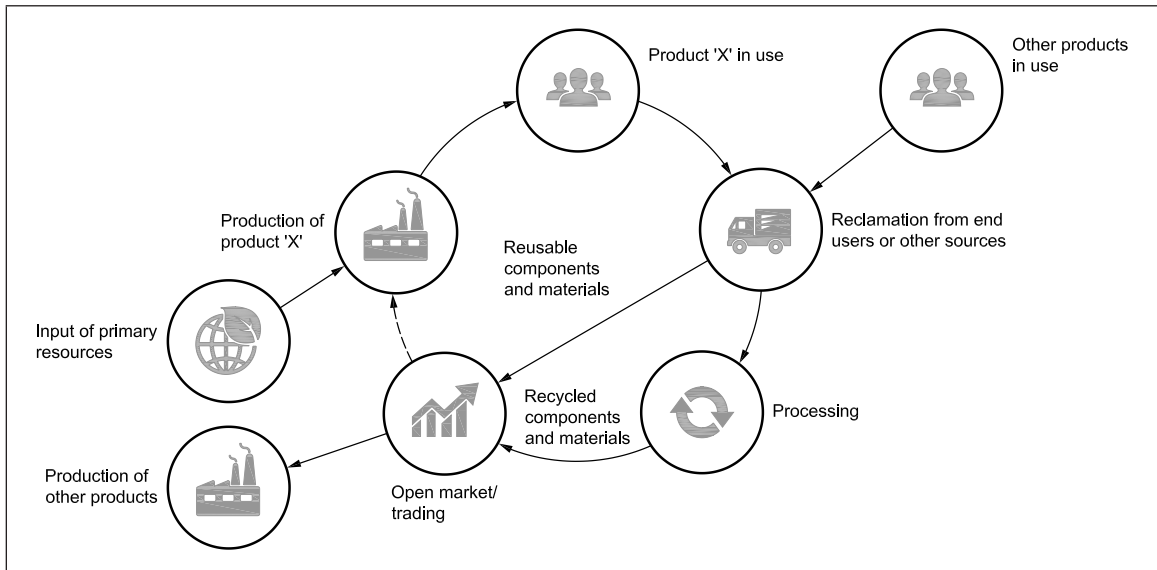 Product 'X' in use
Other products
in use
Production of
product 'X'
Reclamation from end
users or other sources
Reusable
components
and materials
Input of primary
resources
Recycled
components
and materials
Processing
Production of
other products
Open market/
trading